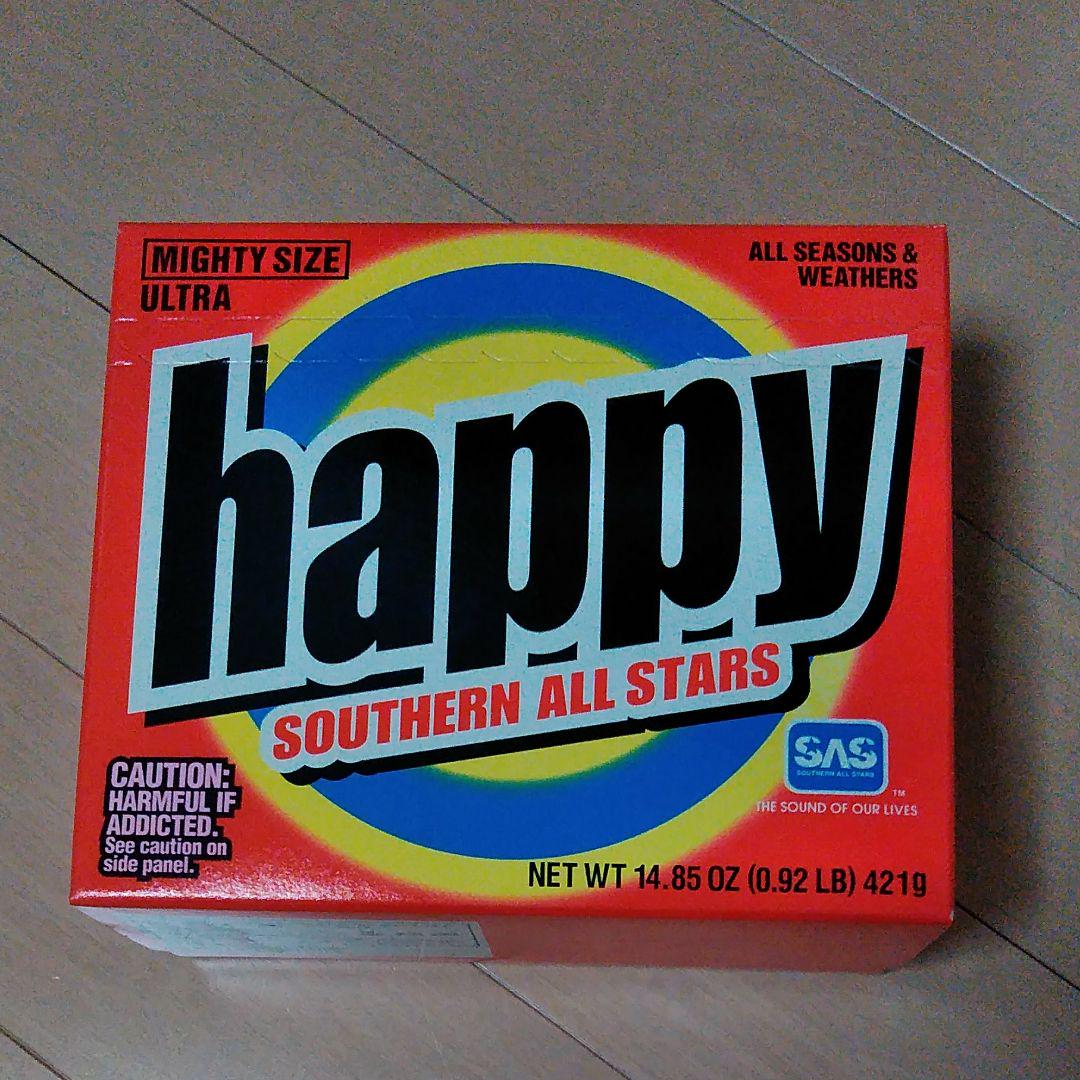 MIGHTY SIZE
ULTRA
ALL SEASONS &
WEATHERS
happy
SOUTHERN ALL STARS
SAS
SOUTHERN ALL STARS
TM
THE SOUND OF OUR LIVES
CAUTION:
HARMFUL IF
ADDICTED.
See caution on
side panel.
NET WT 14.85 OZ (0.92 LB) 421g